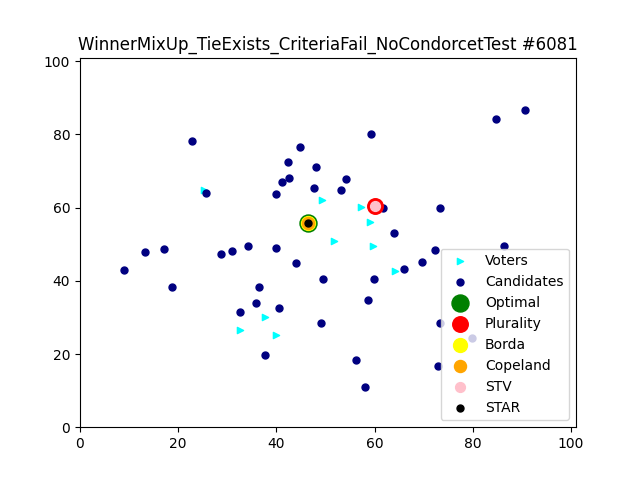 WinnerMixUp_TieExists_CriteriaFail_NoCondorcetTest #6081
100
80
60
40
20
0
0 20 40 60 80 100
Voters
Candidates
Optimal
Plurality
Borda
Copeland
STV
STAR